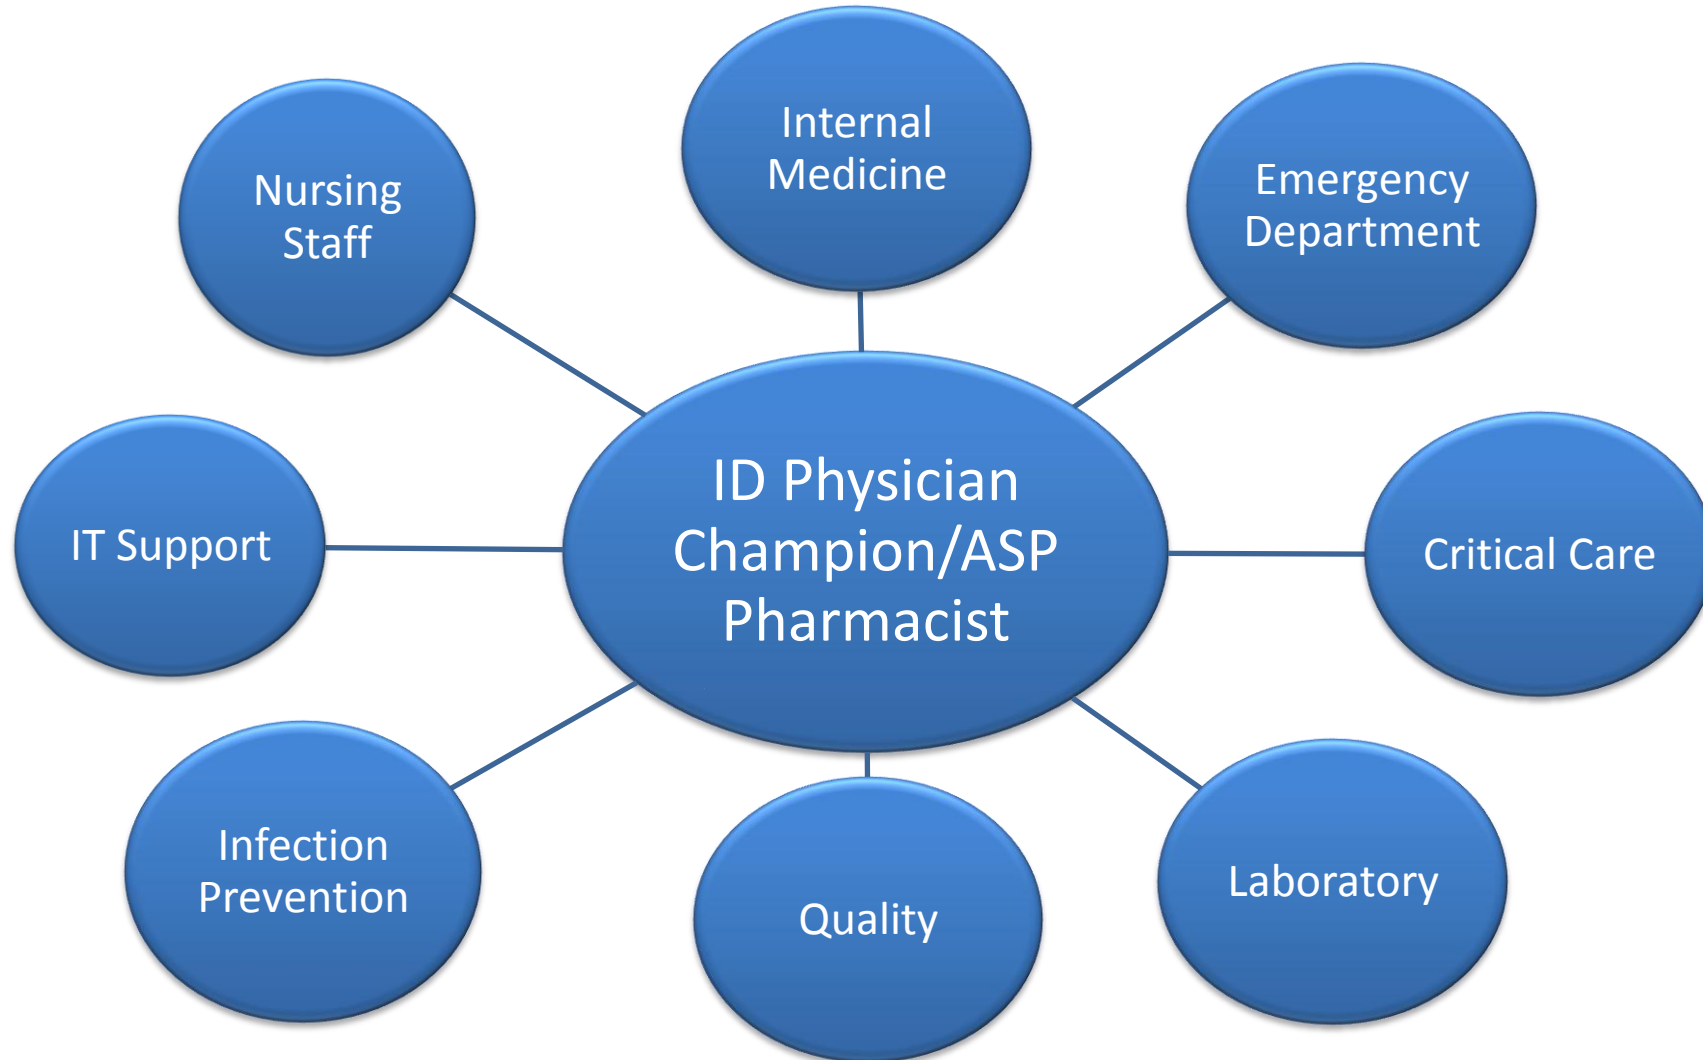 Internal
Medicine
Nursing
Staff
Emergency
Department
ID Physician
Champion/ASP
Pharmacist
IT Support
Critical Care
Infection
Prevention
Quality
Laboratory